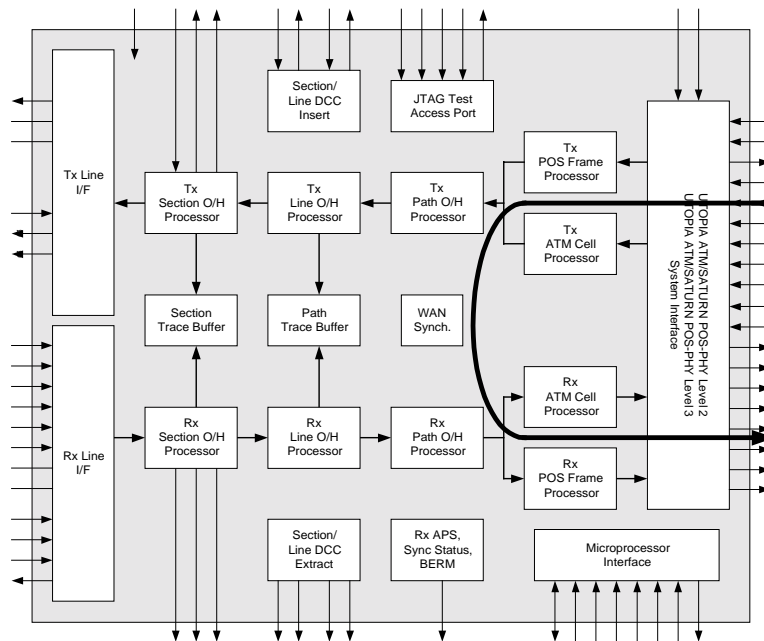 Section/
Line DCC
Insert
JTAG Test
Access Port
Tx Line
I/F
Tx
Section O/H
Processor
Tx
Line O/H
Processor
Tx
Path O/H
Processor
Tx
POS Frame
Processor
Tx
ATM Cell
Processor
UTOPIA ATM/SATURN POS-PHY Level 2
UTOPIA ATM/SATURN POS-PHY Level 3
System Interface
Section
Trace Buffer
Path
Trace Buffer
WAN
Synch.
Rx Line
I/F
Rx
Section O/H
Processor
Rx
Line O/H
Processor
Rx
Path O/H
Processor
Rx
ATM Cell
Processor
Rx
POS Frame
Processor
Section/
Line DCC
Extract
Rx APS,
Sync Status,
BERM
Microprocessor
Interface